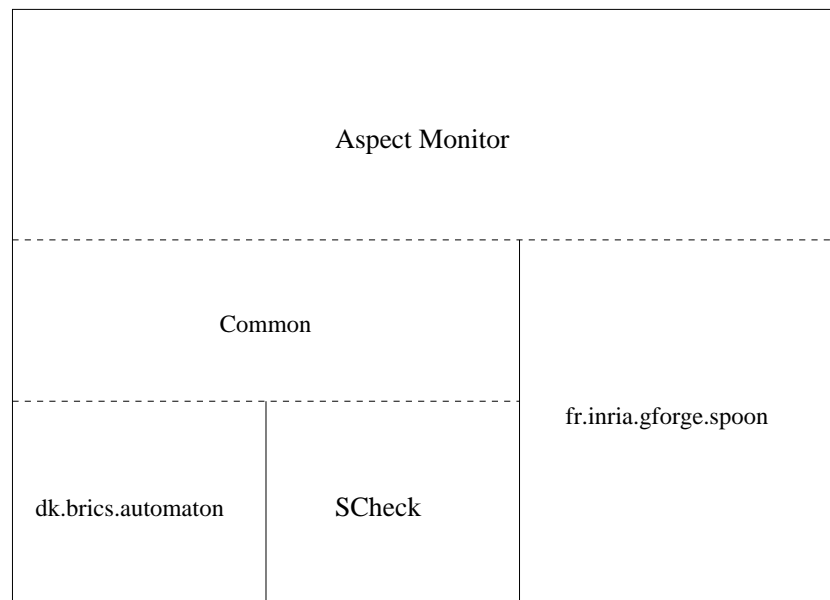 Aspect Monitor
Common
fr.inria.gforge.spoon
dk.brics.automaton
SCheck